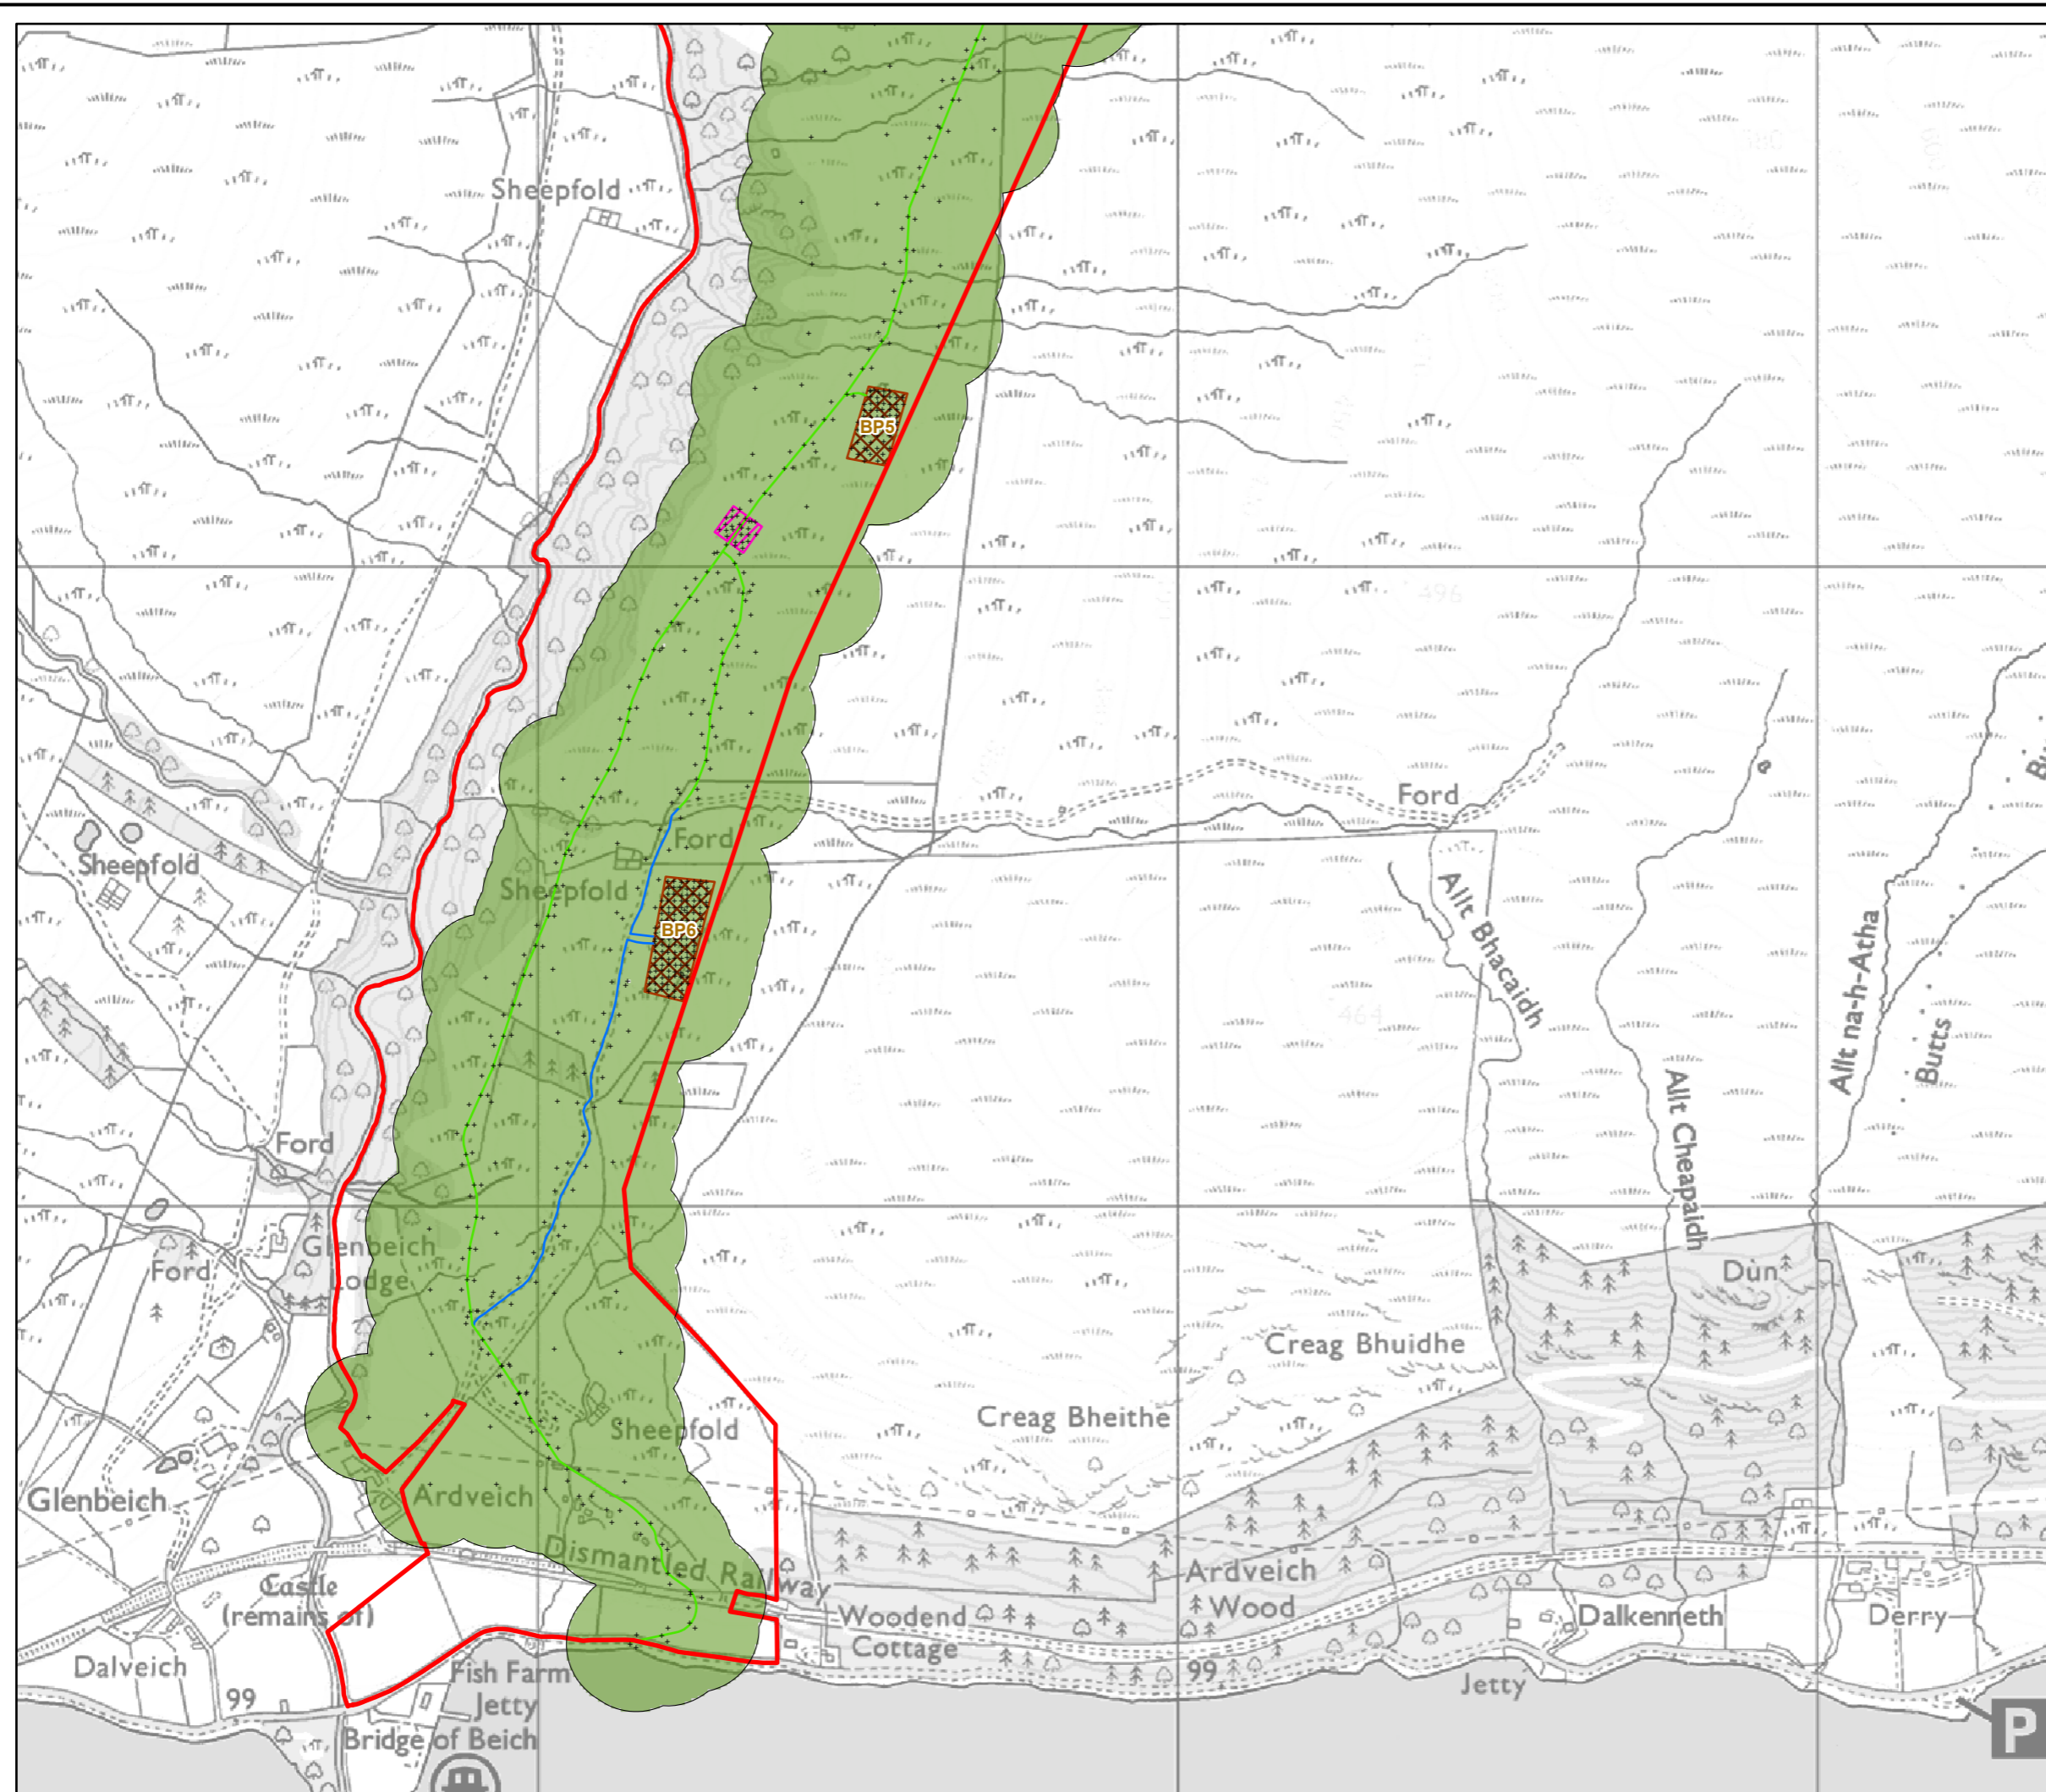 Sheepfold
BP5
496
Ford
Ford
Sheepfold
Sheepfold
BP6
Allt Bhacaidh
Allt na-h-Atha
Butts
464
Allt Cheapaidh
Ford
Glenbeich
Lodge
Ford
Dùn
Creag Bhuidhe
Creag Bheithe
Sheepfold
Glenbeich
Ardveich
Dismantled Railway
Castle
(remains of)
Ardveich
Wood
Woodend
Cottage
Dalkenneth
Derry
Dalveich
Fish Farm
Jetty
99
99
Jetty
Bridge of Beich
P